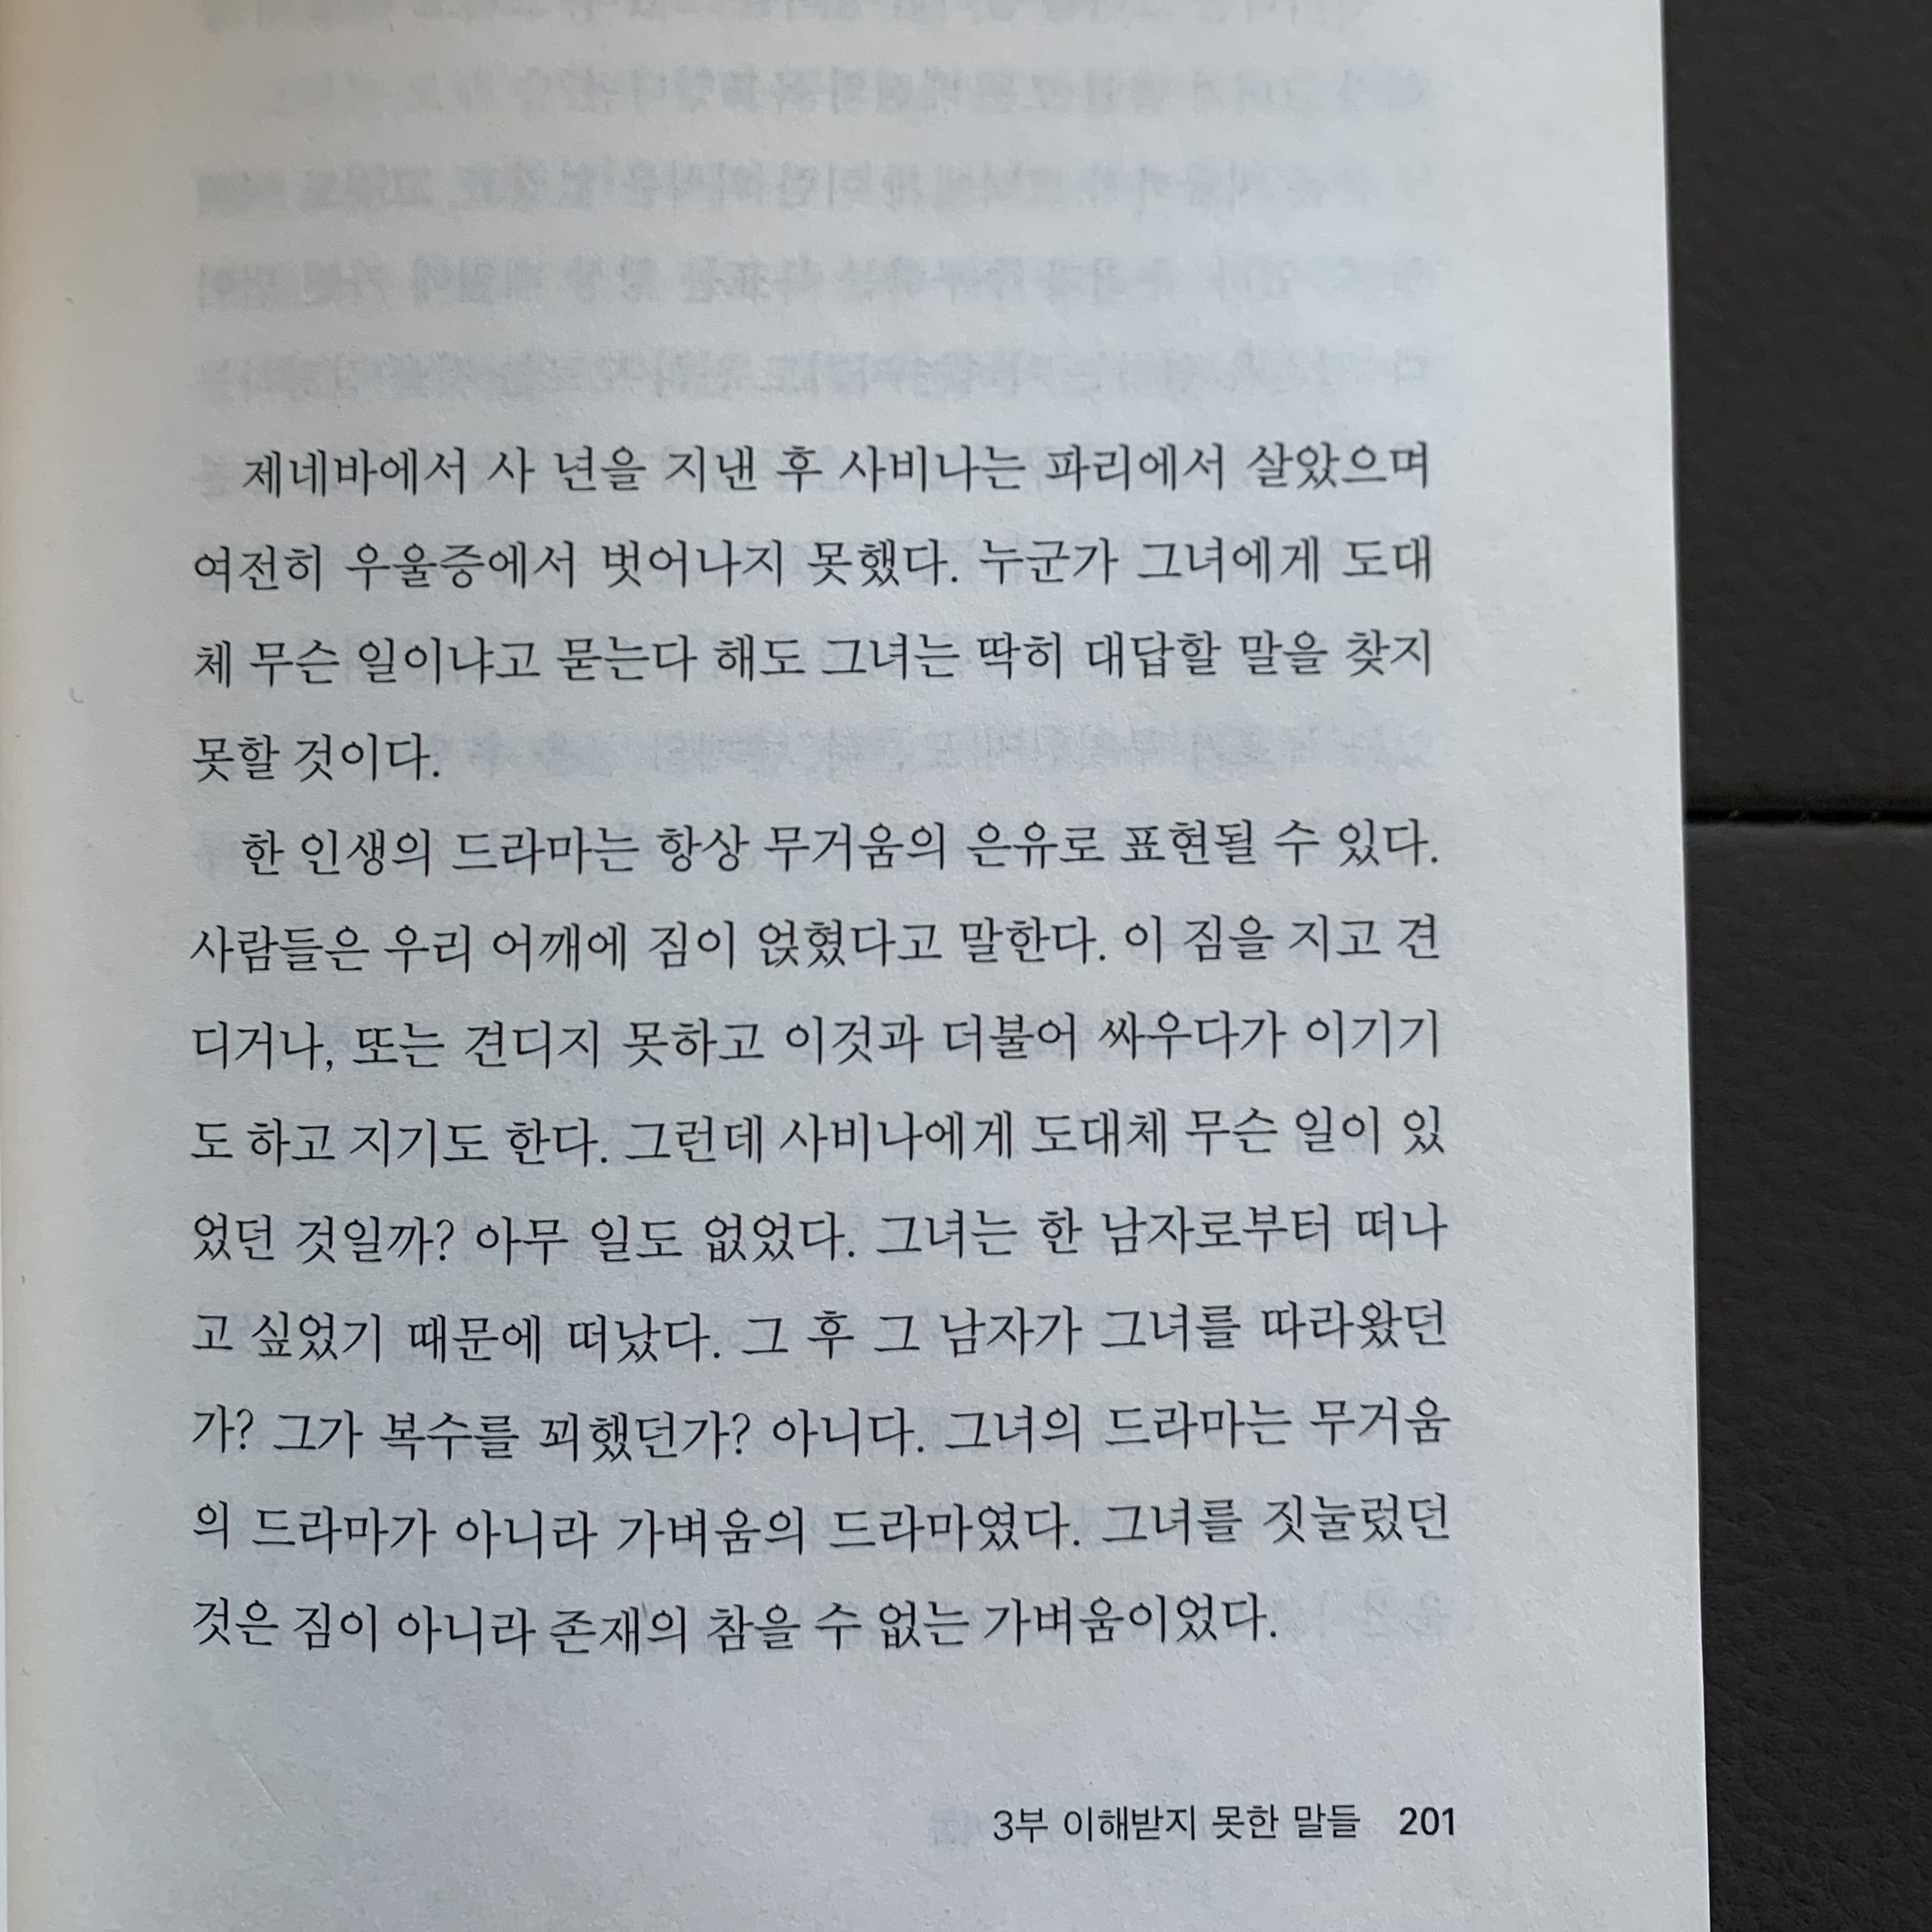 제네바에서 사 년을 지낸 후 사비나는 파리에서 살았으며
여전히 우울증에서 벗어나지 못했다. 누군가 그녀에게 도대
체 무슨 일이냐고 묻는다 해도 그녀는 딱히 대답할 말을 찾지
못할 것이다.
한 인생의 드라마는 항상 무거움의 은유로 표현될 수 있다.
사람들은 우리 어깨에 짐이 얹혔다고 말한다. 이 짐을 지고 견
디거나, 또는 견디지 못하고 이것과 더불어 싸우다가 이기기
도 하고 지기도 한다. 그런데 사비나에게 도대체 무슨 일이 있
었던 것일까? 아무 일도 없었다. 그녀는 한 남자로부터 떠나
고 싶었기 때문에 떠났다. 그 후 그 남자가 그녀를 따라왔던
가? 그가 복수를 꾀했던가? 아니다. 그녀의 드라마는 무거움
의 드라마가 아니라 가벼움의 드라마였다. 그녀를 짓눌렀던
것은 짐이 아니라 존재의 참을 수 없는 가벼움이었다.
3부 이해받지 못한 말들 201